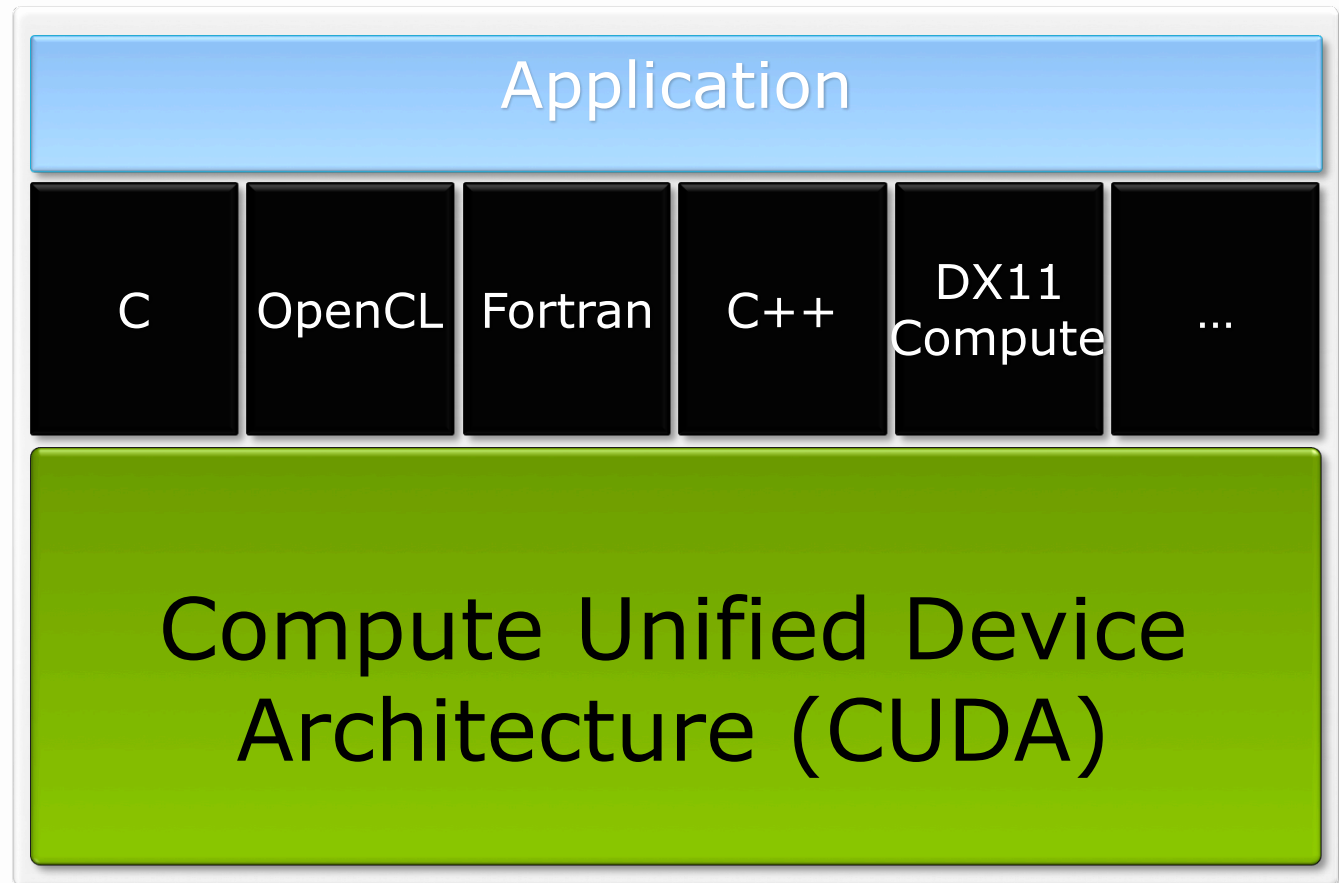 Application
C
OpenCL
Fortran
C++
DX11
Compute
...
Compute Unified Device
Architecture (CUDA)